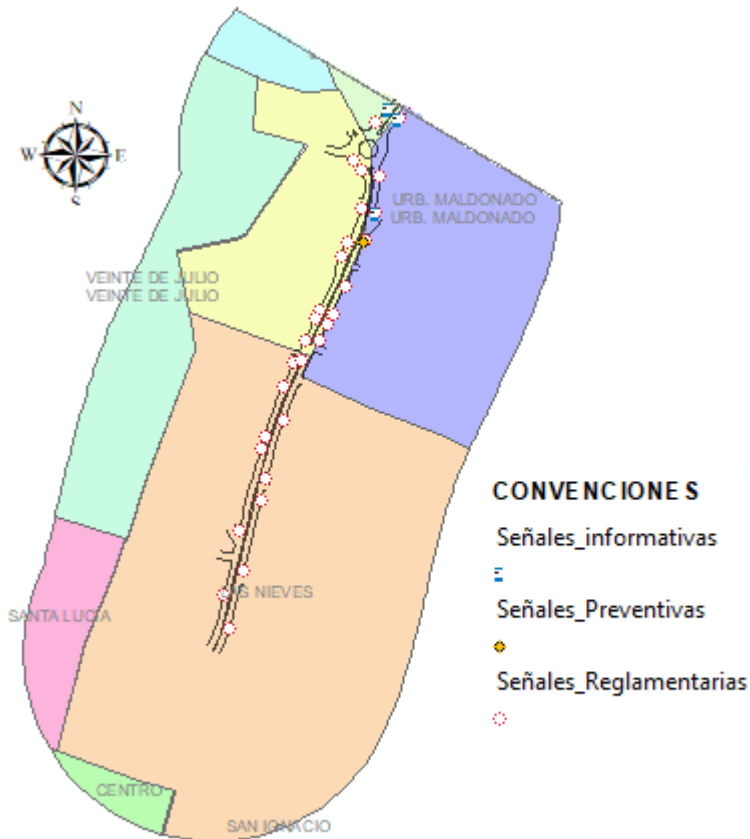 N
W E
S
URB. MALDONADO
URB. MALDONADO
VEINTE DE JULIO
VEINTE DE JULIO
CONVENCIONES
Señales_informativas
Señales_Preventivas
Señales_Reglamentarias
NIEVES
SANTA LUCIA
CENTRO
SAN IGNACIO